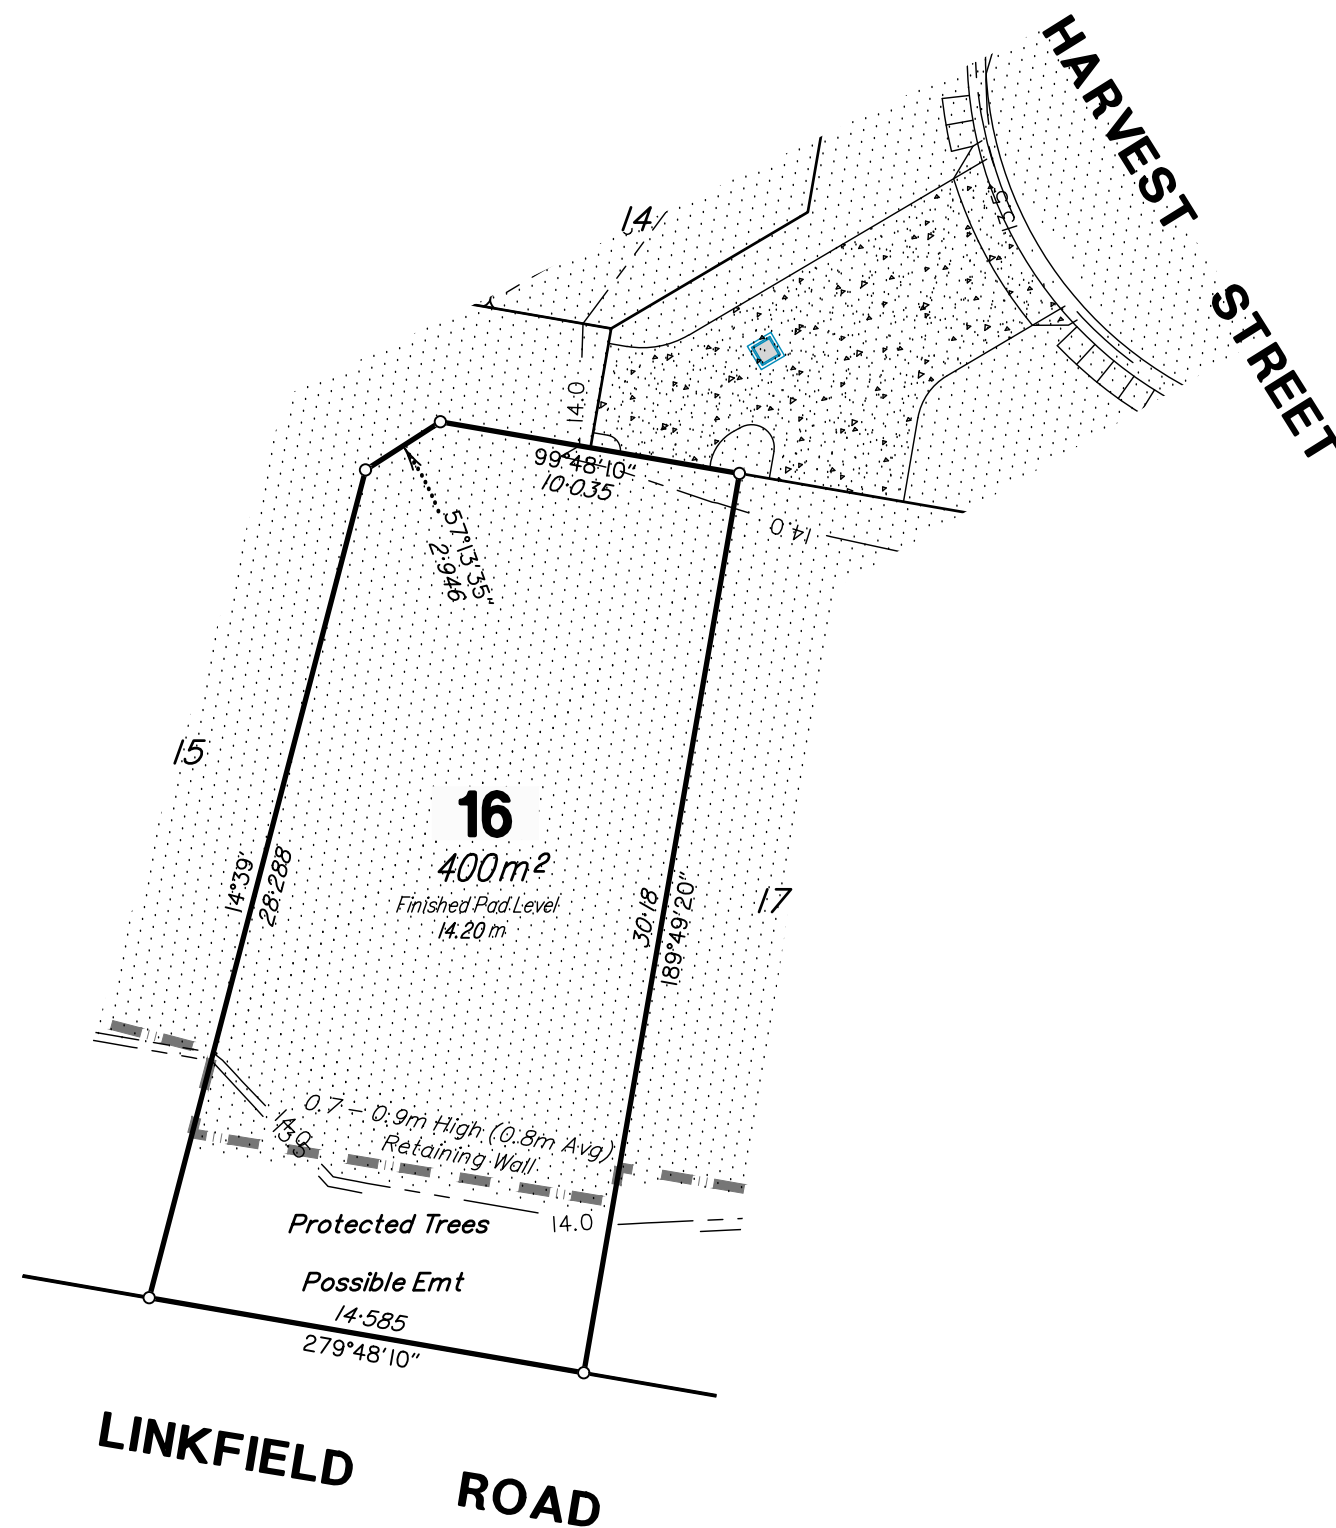 HARVEST STREET
14
13.5
14.0
99°48'10"
10·035
14.0
57°13'35"
2·946
15
16
400m²
Finished Pad Level
14.20 m
17
14°39'
28·288
30·18
189°49'20"
0.7 – 0.9m High (0.8m Avg)
Retaining Wall
14.0
13.5
14.0
Protected Trees
Possible Emt
14·585
279°48'10"
LINKFIELD ROAD